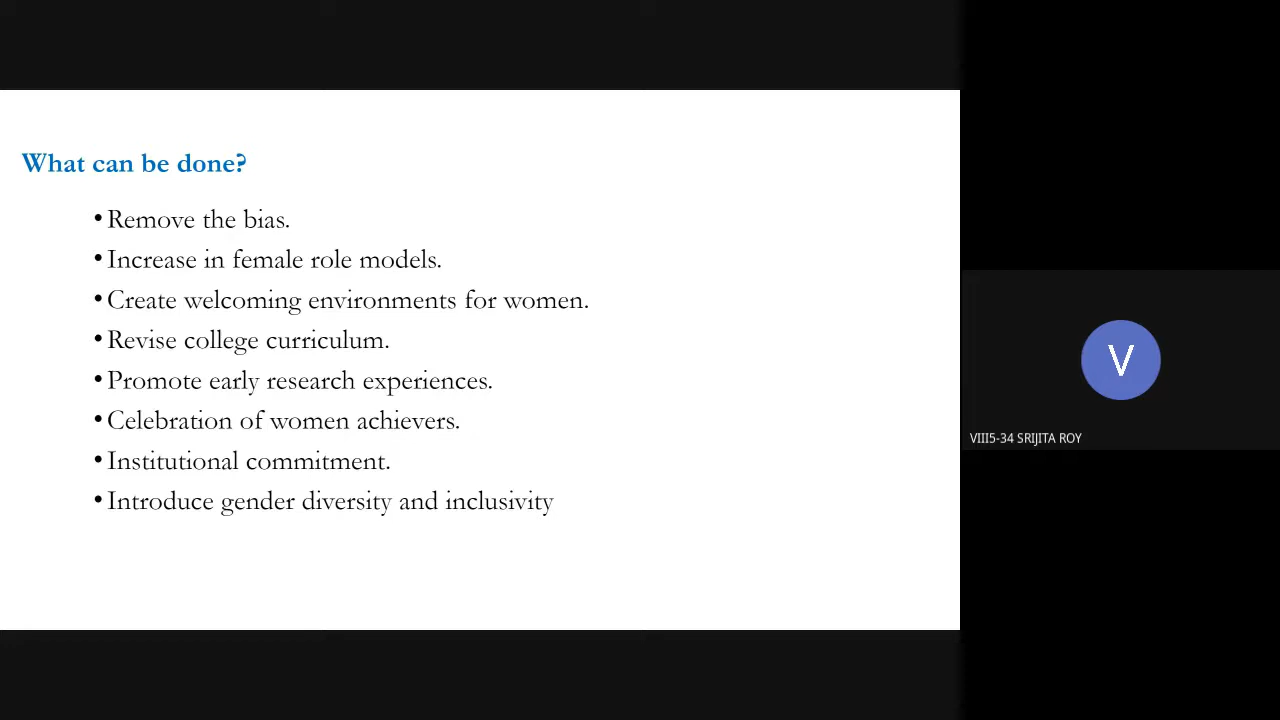 What can be done?
• Remove the bias.
• Increase in female role models.
• Create welcoming environments for women.
• Revise college curriculum.
• Promote early research experiences.
• Celebration of women achievers.
• Institutional commitment.
• Introduce gender diversity and inclusivity
V
VIII5-34 SRIJITA ROY